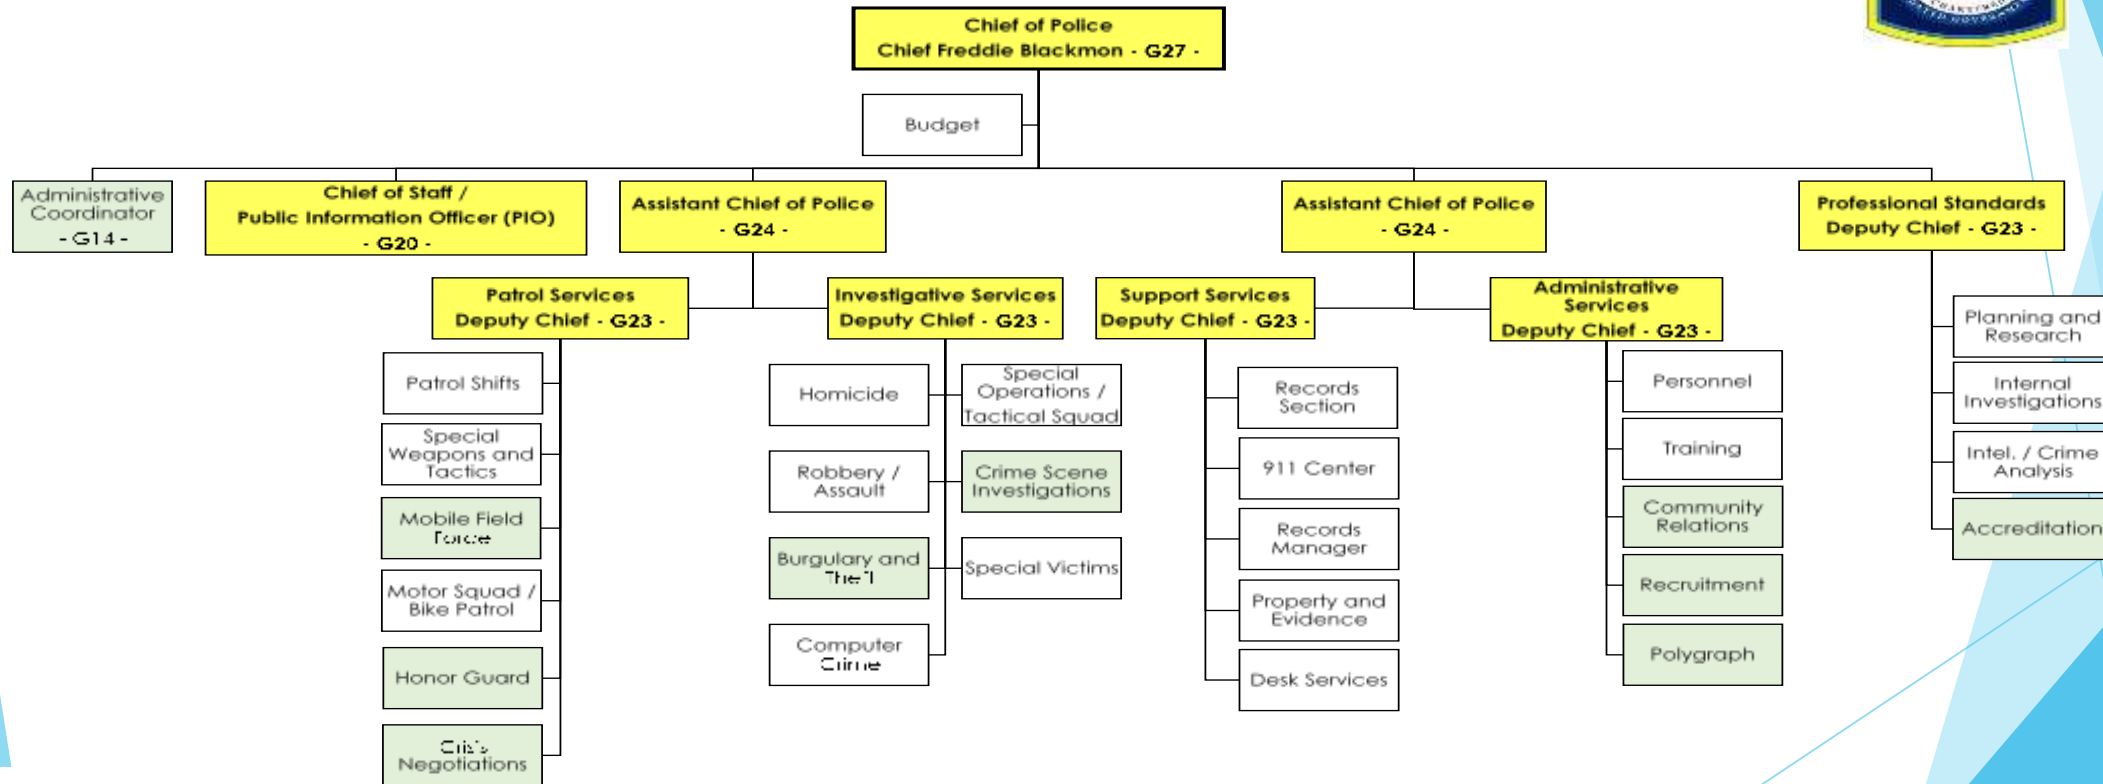 Chief of Police
Chief Freddie Blackmon - G27 -
Budget
Administrative
Coordinator
- G14 -
Chief of Staff /
Public Information Officer (PIO)
- G20 -
Assistant Chief of Police
- G24 -
Assistant Chief of Police
- G24 -
Professional Standards
Deputy Chief - G23 -
Patrol Services
Deputy Chief - G23 -
Investigative Services
Deputy Chief - G23 -
Support Services
Deputy Chief - G23 -
Administrative
Services
Deputy Chief - G23 -
Patrol Shifts
Special
Weapons and
Tactics
Mobile Field
Force
Motor Squad /
Bike Patrol
Honor Guard
Crisis
Negotiations
Homicide
Robbery /
Assault
Burgulary and
Theft
Computer
Crime
Special
Operations /
Tactical Squad
Crime Scene
Investigations
Special Victims
Records
Section
911 Center
Records
Manager
Property and
Evidence
Desk Services
Personnel
Training
Community
Relations
Recruitment
Polygraph
Planning and
Research
Internal
Investigations
Intel. / Crime
Analysis
Accreditation